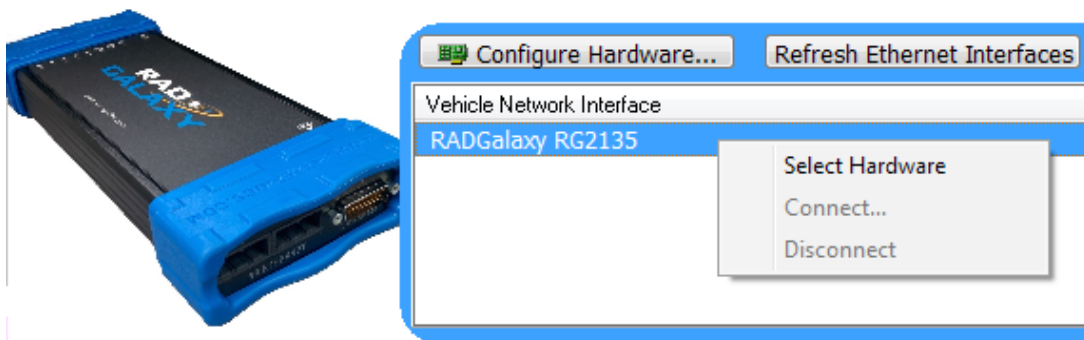 RAD
GALAXY
Configure Hardware...
Refresh Ethernet Interfaces
Vehicle Network Interface
RADGalaxy RG2135
Select Hardware
Connect...
Disconnect